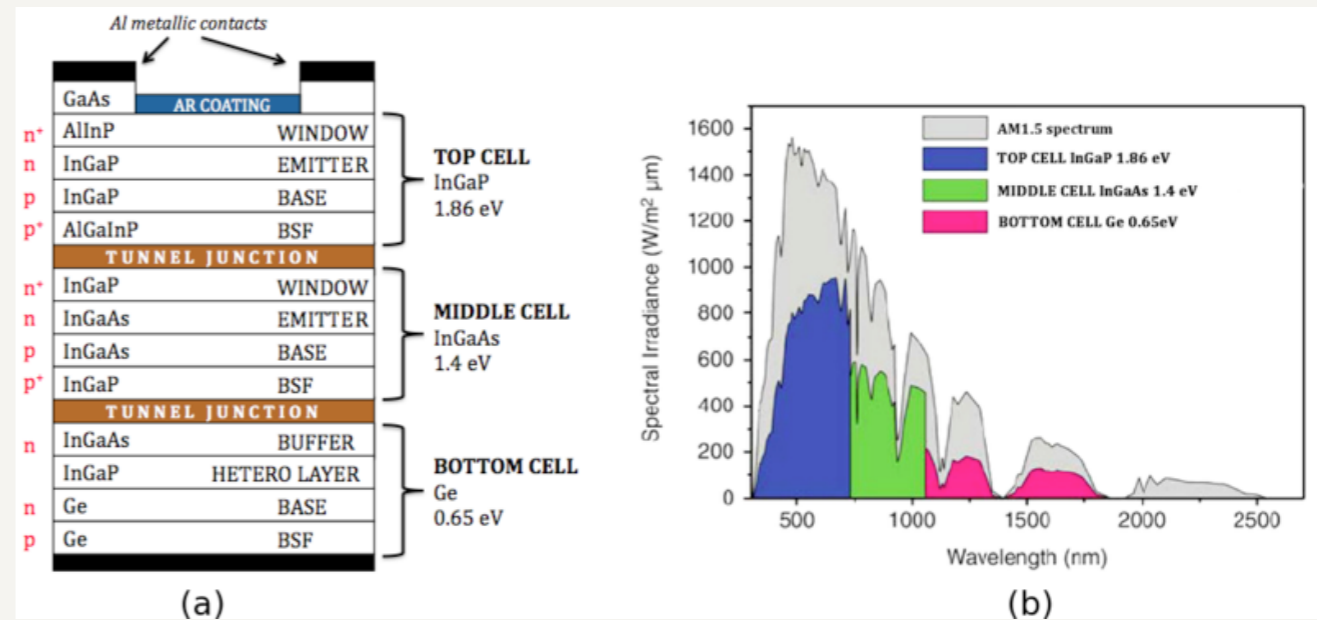 Al metallic contacts
GaAs
AR COATING
n⁺ AlInP WINDOW
n InGaP EMITTER
p InGaP BASE
p⁺ AlGaInP BSF
TOP CELL
InGaP
1.86 eV
TUNNEL JUNCTION
n⁺ InGaP WINDOW
n InGaAs EMITTER
p InGaAs BASE
p⁺ InGaP BSF
MIDDLE CELL
InGaAs
1.4 eV
TUNNEL JUNCTION
n InGaAs BUFFER
InGaP HETERO LAYER
n Ge BASE
p Ge BSF
BOTTOM CELL
Ge
0.65 eV
(a)
Spectral Irradiance (W/m² µm)
1600
1400
1200
1000
800
600
400
200
0
AM1.5 spectrum
TOP CELL InGaP 1.86 eV
MIDDLE CELL InGaAs 1.4 eV
BOTTOM CELL Ge 0.65eV
500 1000 1500 2000 2500
Wavelength (nm)
(b)